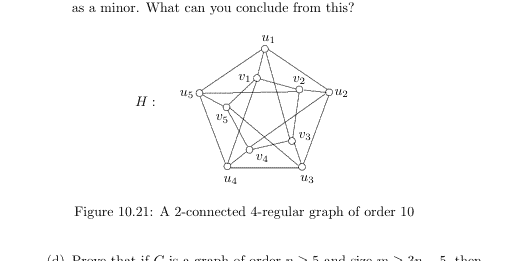 as a minor. What can you conclude from this?
u1
v1
v2
u5
u2
H :
v5
v3
v4
u4
u3
Figure 10.21: A 2-connected 4-regular graph of order 10